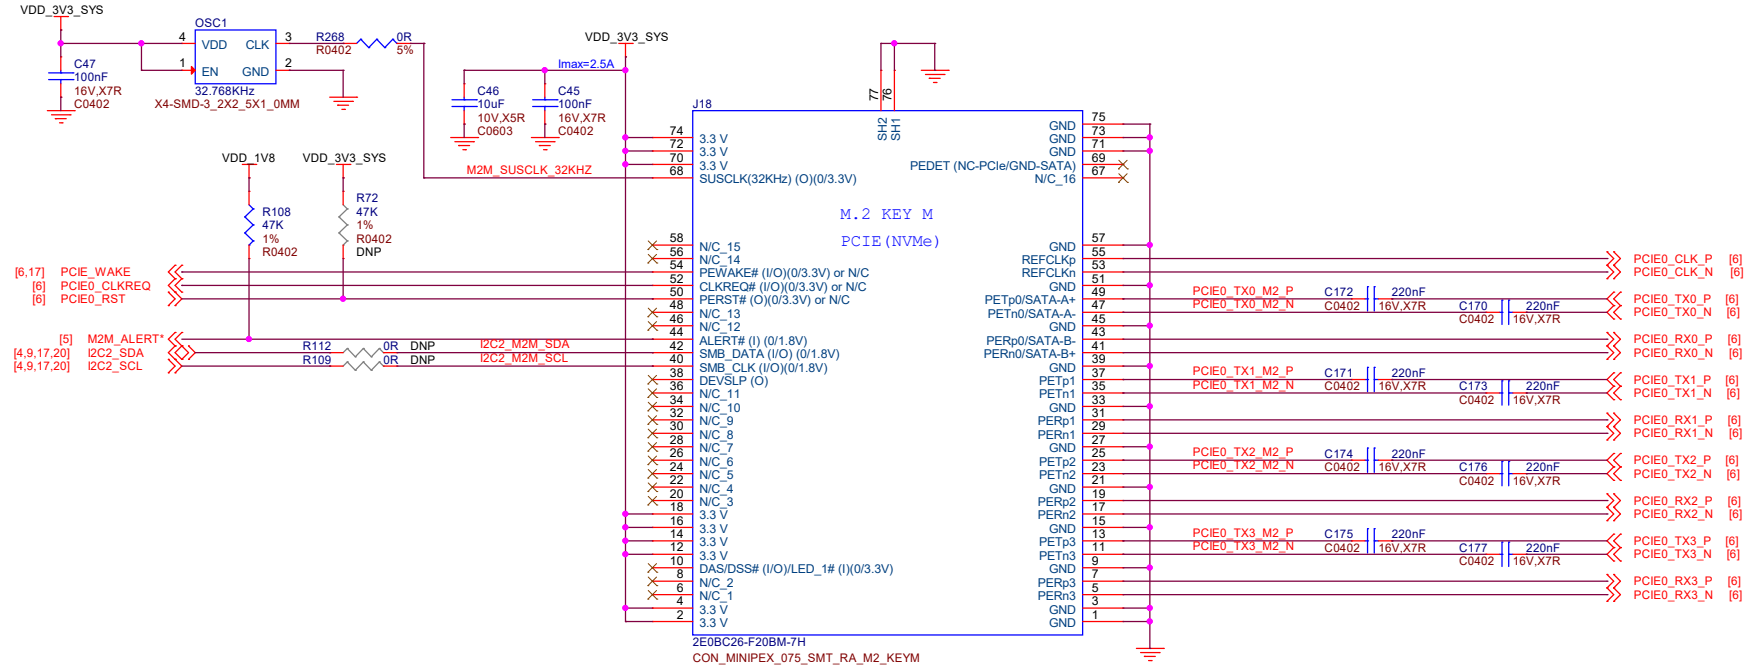 VDD_3V3_SYS
OSC1
4 VDD CLK 3
1 EN GND 2
32.768KHz
X4-SMD-3_2X2_5X1_0MM
C47
100nF
16V,X7R
C0402
R268 0R
R0402 5%
VDD_3V3_SYS
Imax=2.5A
C46
10uF
10V,X5R
C0603
C45
100nF
16V,X7R
C0402
VDD_1V8
VDD_3V3_SYS
R108
47K
1%
R0402
R72
47K
1%
R0402
DNP
M2M_SUSCLK_32KHZ
[6,17] PCIE_WAKE
[6] PCIE0_CLKREQ
[6] PCIE0_RST
[5] M2M_ALERT*
[4,9,17,20] I2C2_SDA
[4,9,17,20] I2C2_SCL
R112 0R DNP I2C2_M2M_SDA
R109 0R DNP I2C2_M2M_SCL
J18
77 76
SH2 SH1
M.2 KEY M
PCIE(NVMe)
74 3.3 V
72 3.3 V
70 3.3 V
68 SUSCLK(32KHz) (O)(0/3.3V)
58 N/C_15
56 N/C_14
54 PEWAKE# (I/O)(0/3.3V) or N/C
52 CLKREQ# (I/O)(0/3.3V) or N/C
50 PERST# (O)(0/3.3V) or N/C
48 N/C_13
46 N/C_12
44 ALERT# (I) (0/1.8V)
42 SMB_DATA (I/O) (0/1.8V)
40 SMB_CLK (I/O)(0/1.8V)
38 DEVSLP (O)
36 N/C_11
34 N/C_10
32 N/C_9
30 N/C_8
28 N/C_7
26 N/C_6
24 N/C_5
22 N/C_4
20 N/C_3
18 3.3 V
16 3.3 V
14 3.3 V
12 3.3 V
10 DAS/DSS# (I/O)/LED_1# (I)(0/3.3V)
8 N/C_2
6 N/C_1
4 3.3 V
2 3.3 V
GND 75
GND 73
GND 71
PEDET (NC-PCIe/GND-SATA) 69
N/C_16 67
GND 57
REFCLKp 55
REFCLKn 53
GND 51
PETp0/SATA-A+ 49
PETn0/SATA-A- 47
GND 45
PERp0/SATA-B- 43
PERn0/SATA-B+ 41
GND 39
PETp1 37
PETn1 35
GND 33
PERp1 31
PERn1 29
GND 27
PETp2 25
PETn2 23
GND 21
PERp2 19
PERn2 17
GND 15
PETp3 13
PETn3 11
GND 9
PERp3 7
PERn3 5
GND 3
GND 1
2E0BC26-F20BM-7H
CON_MINIPEX_075_SMT_RA_M2_KEYM
PCIE0_CLK_P [6]
PCIE0_CLK_N [6]
PCIE0_TX0_M2_P C172 220nF PCIE0_TX0_P [6]
PCIE0_TX0_M2_N C0402 16V,X7R C170 220nF PCIE0_TX0_N [6]
C0402 16V,X7R
PCIE0_RX0_P [6]
PCIE0_RX0_N [6]
PCIE0_TX1_M2_P C171 220nF PCIE0_TX1_P [6]
PCIE0_TX1_M2_N C0402 16V,X7R C173 220nF PCIE0_TX1_N [6]
C0402 16V,X7R
PCIE0_RX1_P [6]
PCIE0_RX1_N [6]
PCIE0_TX2_M2_P C174 220nF PCIE0_TX2_P [6]
PCIE0_TX2_M2_N C0402 16V,X7R C176 220nF PCIE0_TX2_N [6]
C0402 16V,X7R
PCIE0_RX2_P [6]
PCIE0_RX2_N [6]
PCIE0_TX3_M2_P C175 220nF PCIE0_TX3_P [6]
PCIE0_TX3_M2_N C0402 16V,X7R C177 220nF PCIE0_TX3_N [6]
C0402 16V,X7R
PCIE0_RX3_P [6]
PCIE0_RX3_N [6]